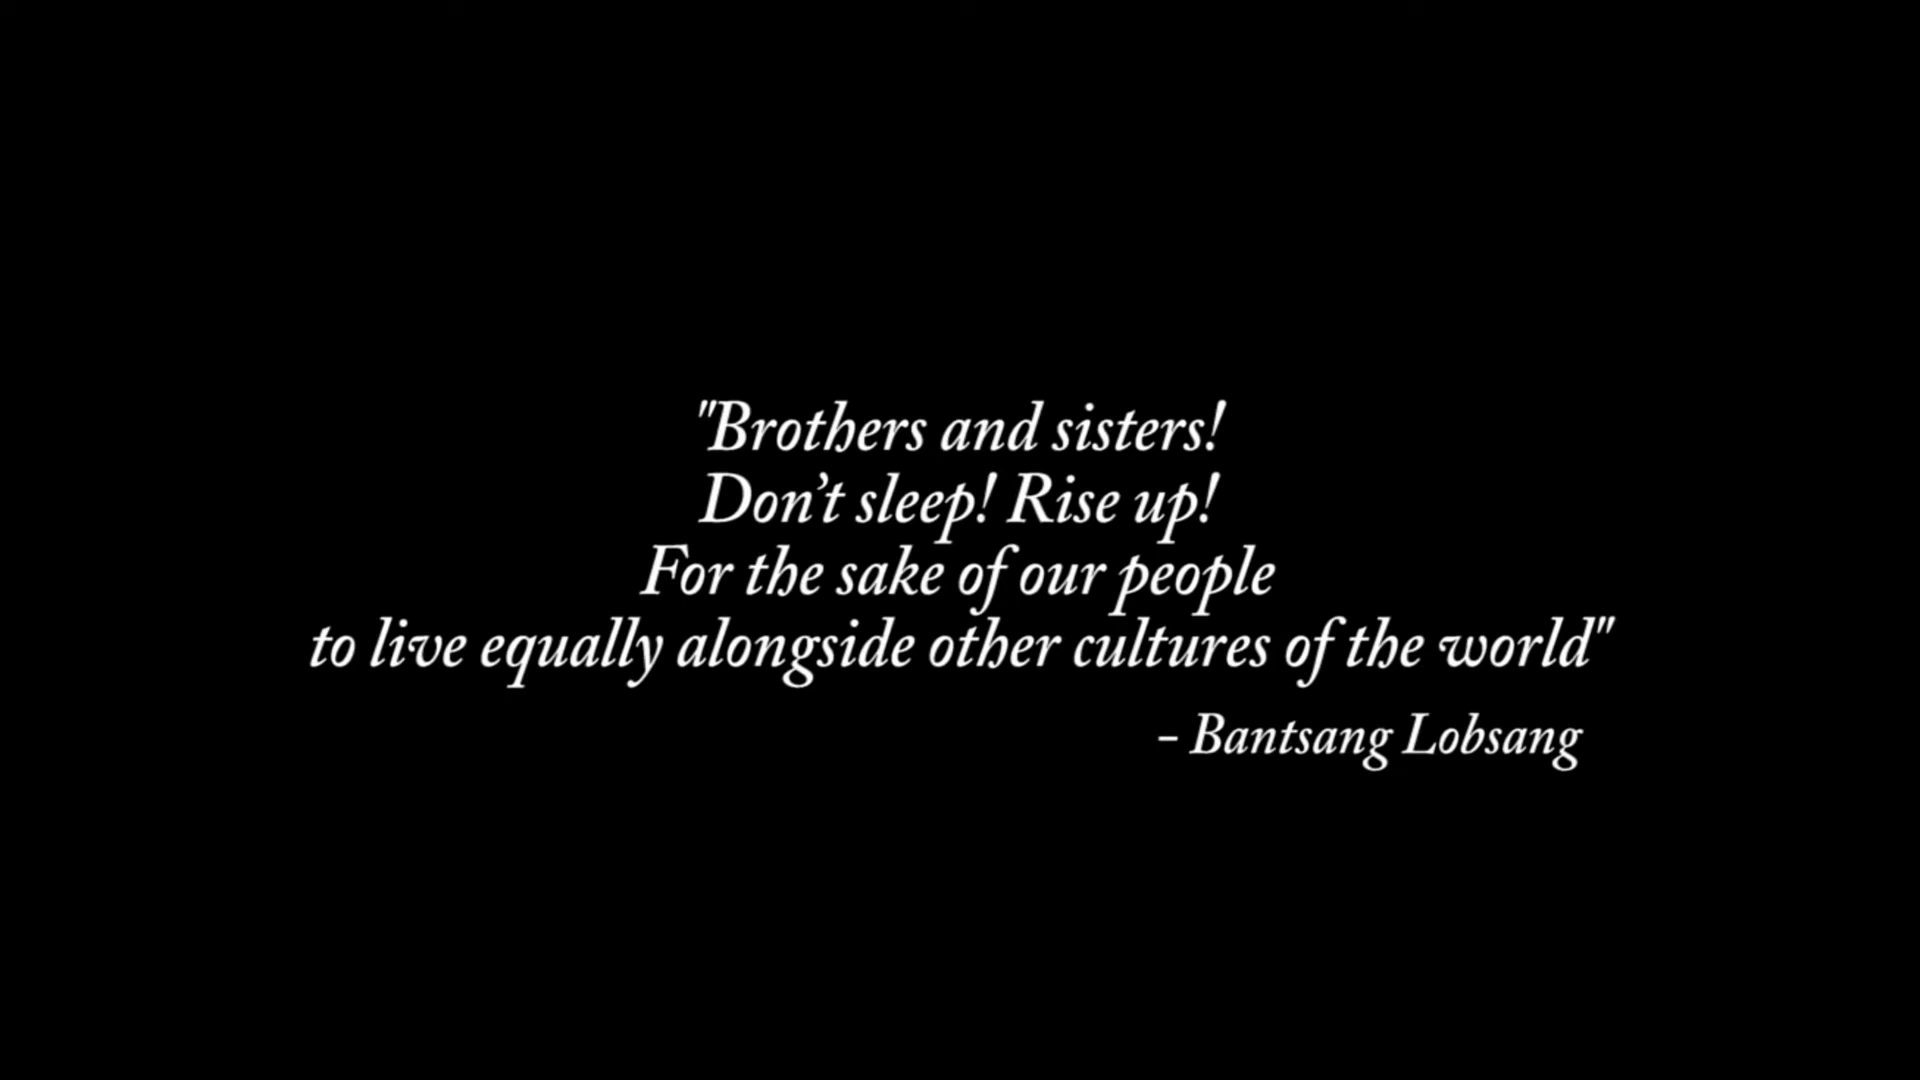 "Brothers and sisters!
Don’t sleep! Rise up!
For the sake of our people
to live equally alongside other cultures of the world"
- Bantsang Lobsang